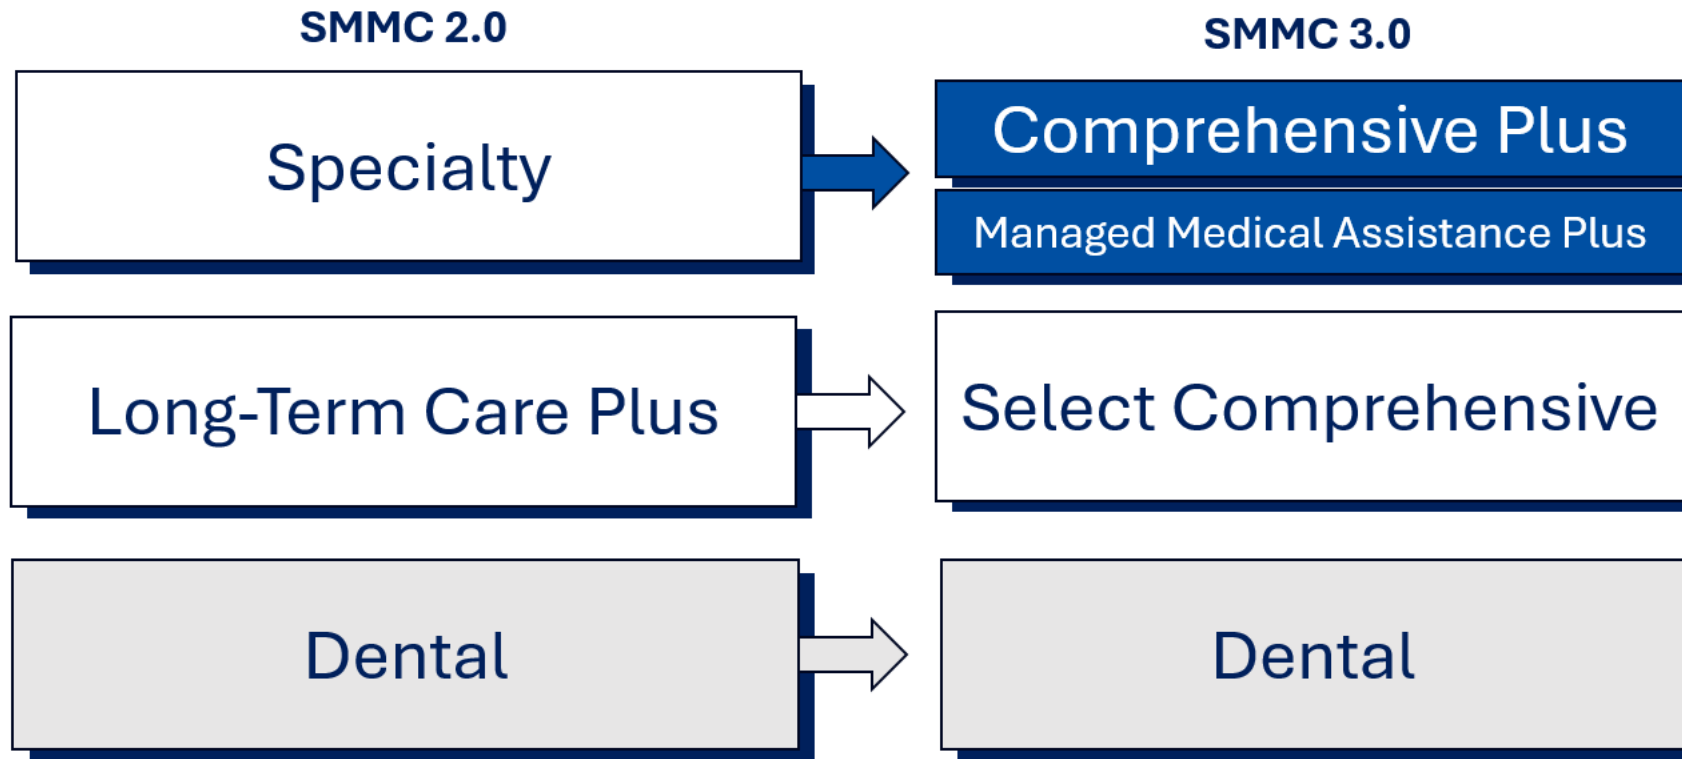 SMMC 2.0
SMMC 3.0
Specialty
Comprehensive Plus
Managed Medical Assistance Plus
Long-Term Care Plus
Select Comprehensive
Dental
Dental